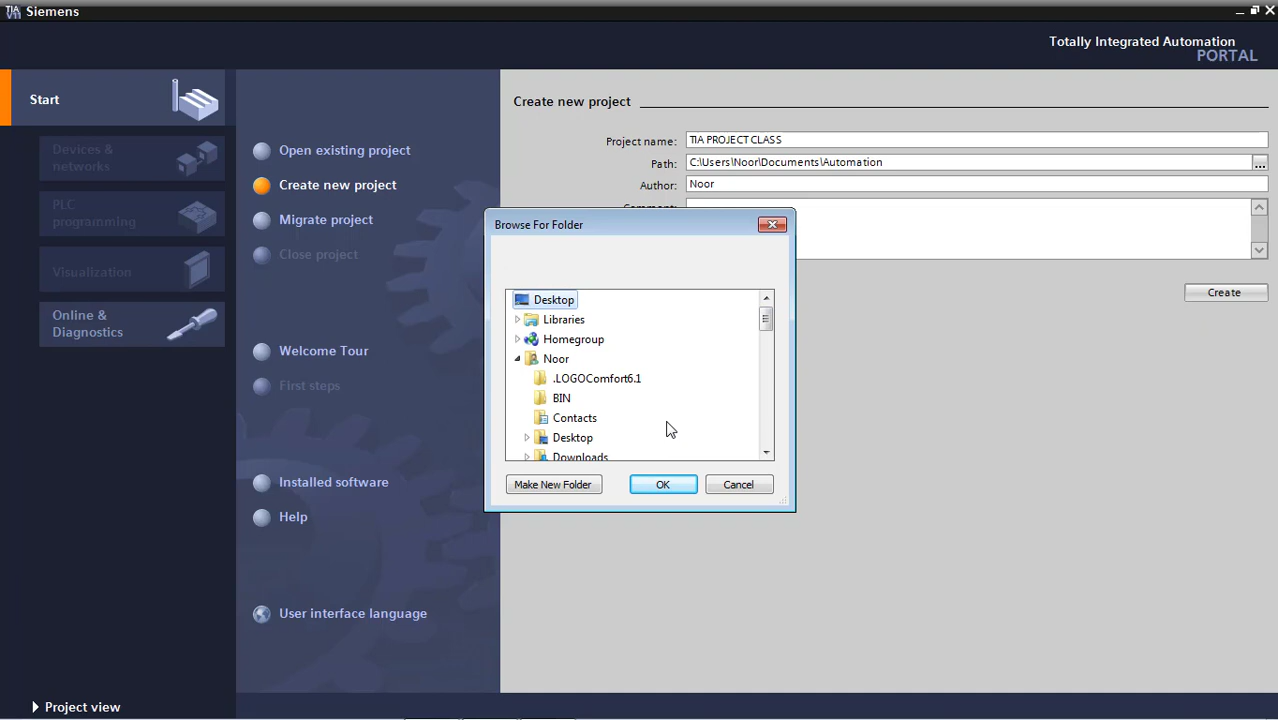 TIA
V11
Siemens
Totally Integrated Automation
PORTAL
Start
Devices &
networks
PLC
programming
Visualization
Online &
Diagnostics
Open existing project
Create new project
Migrate project
Close project
Welcome Tour
First steps
Installed software
Help
User interface language
Create new project
Project name: TIA PROJECT CLASS
Path: C:\Users\Noor\Documents\Automation ...
Author: Noor
Comment:
Create
Browse For Folder
Desktop
Libraries
Homegroup
Noor
.LOGOComfort6.1
BIN
Contacts
Desktop
Downloads
Make New Folder OK Cancel
Project view